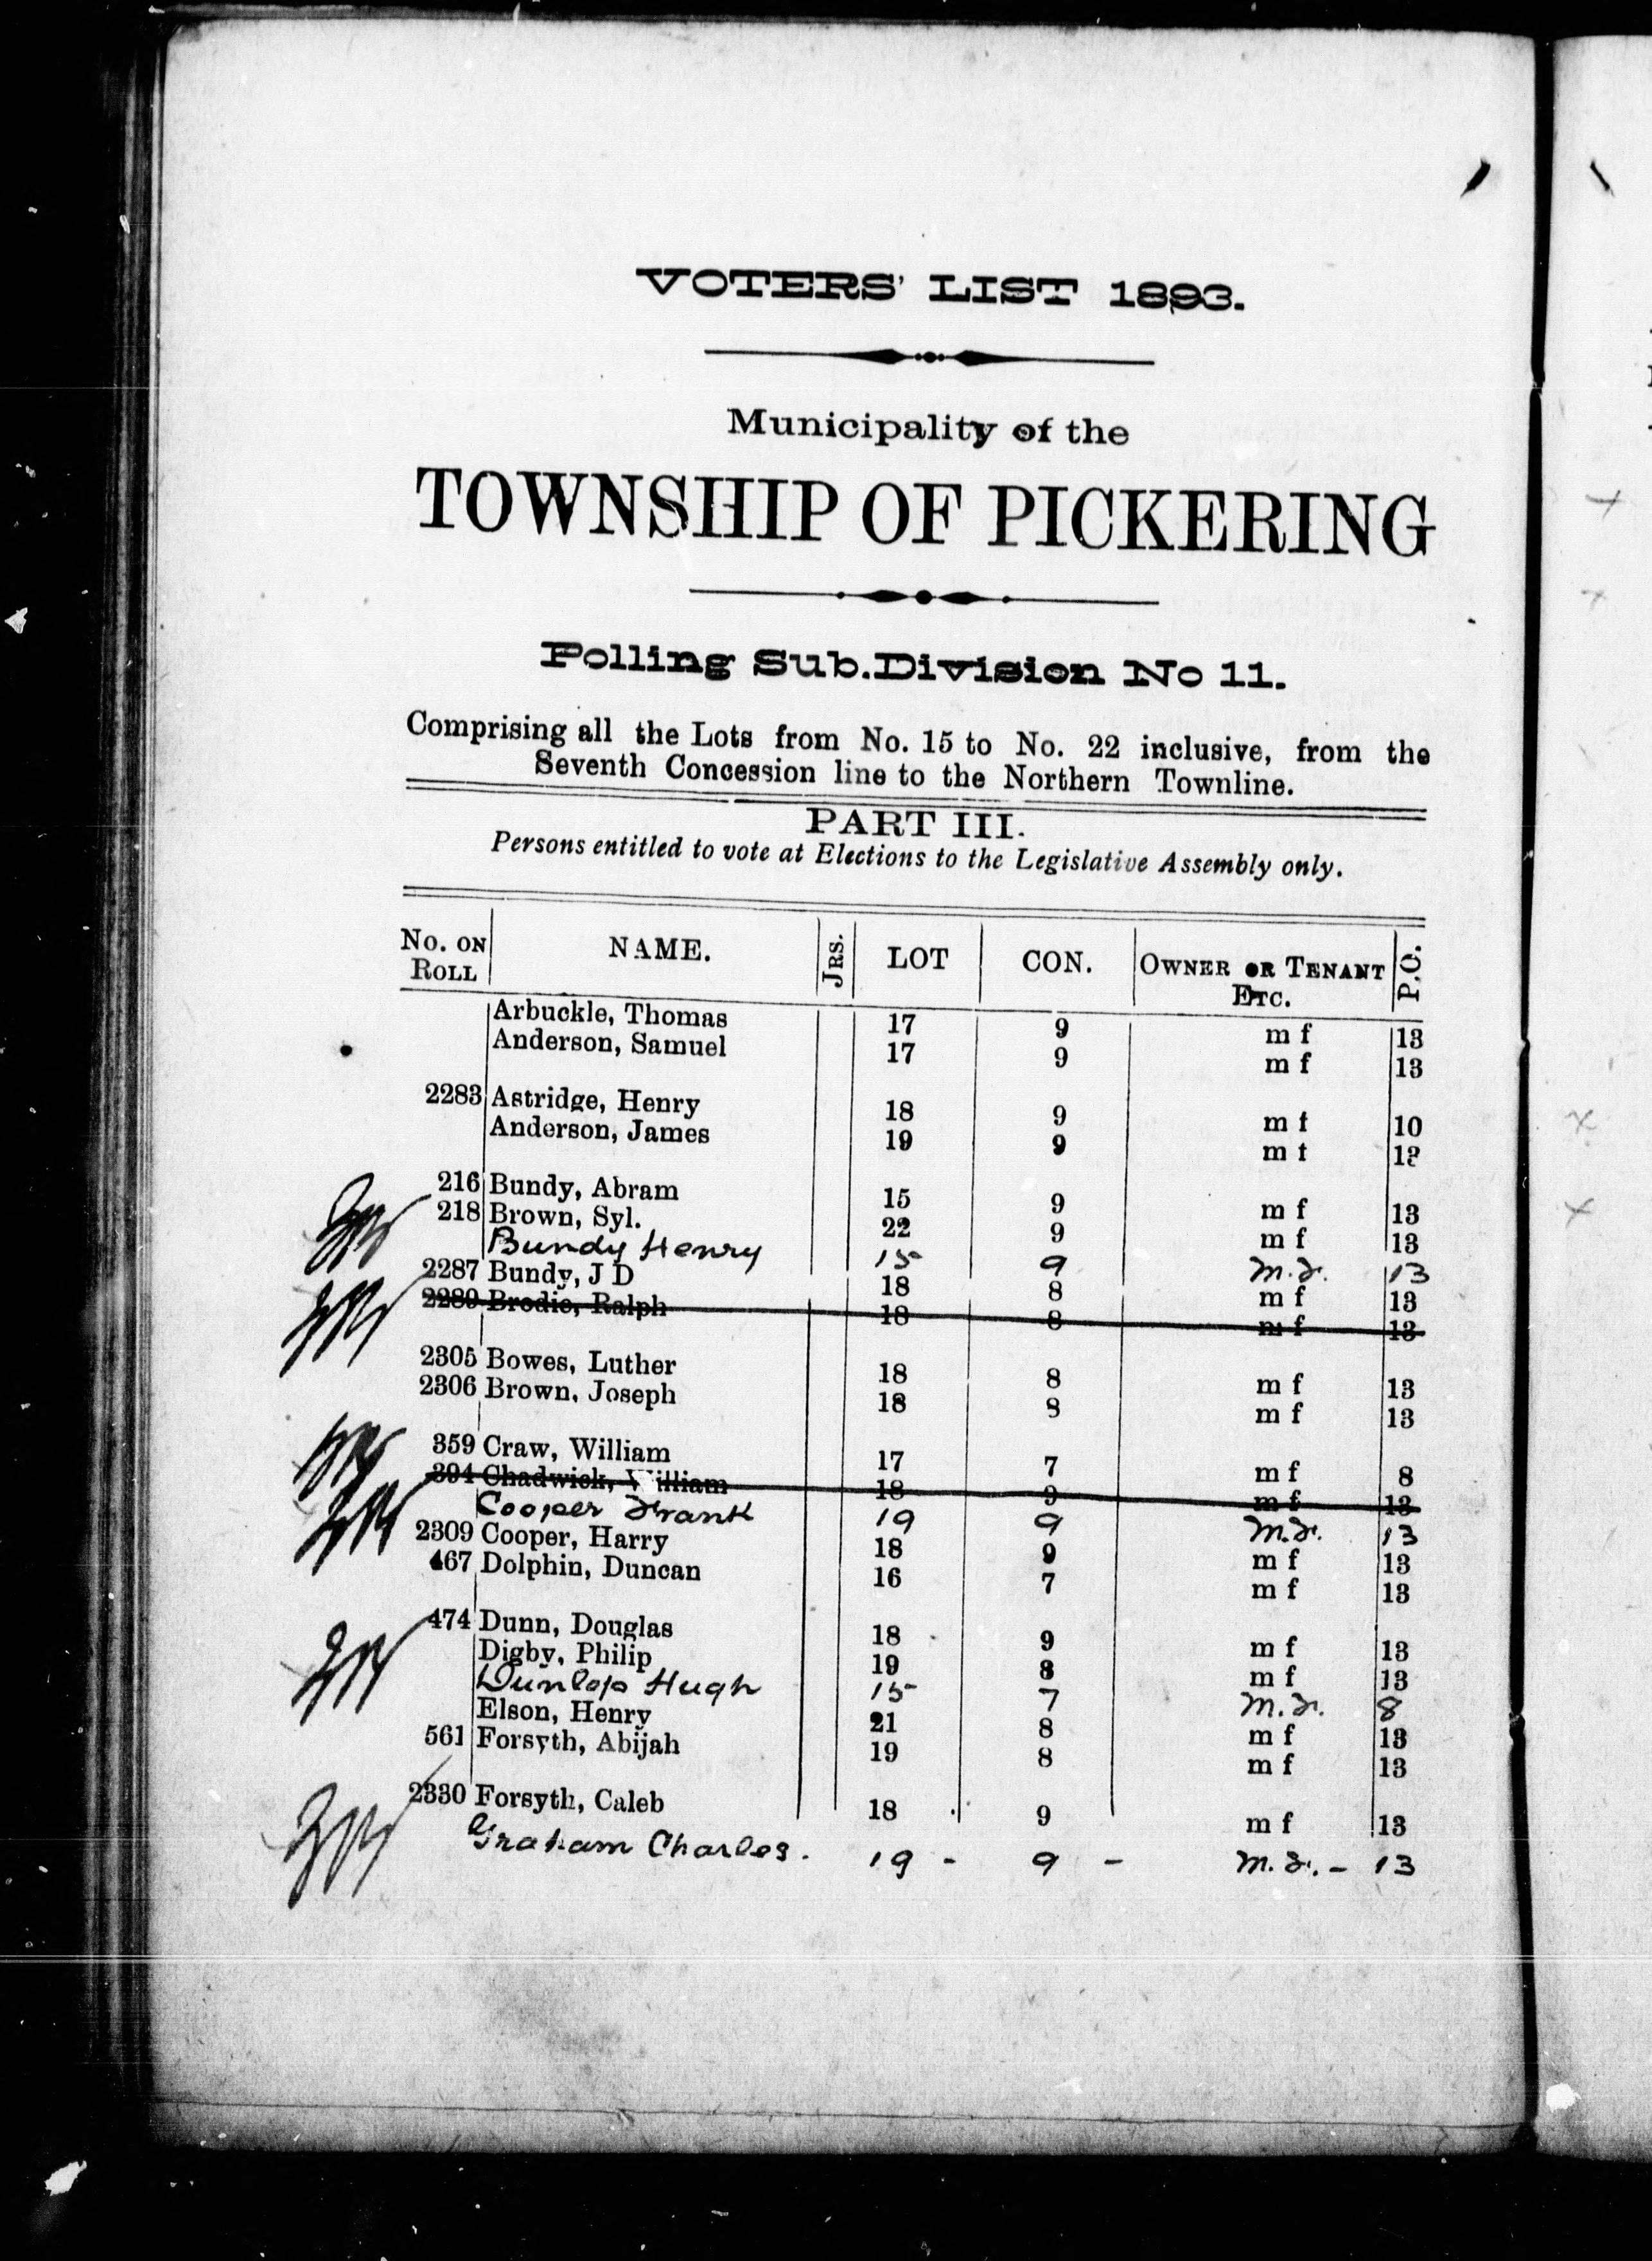 VOTERS' LIST 1893.
Municipality of the
TOWNSHIP OF PICKERING
Polling Sub.Division No 11.
Comprising all the Lots from No. 15 to No. 22 inclusive, from the
Seventh Concession line to the Northern Townline.
PART III.
Persons entitled to vote at Elections to the Legislative Assembly only.
No. ON ROLL NAME. JRS. LOT CON. OWNER OR TENANT ETC. P.O.
Arbuckle, Thomas 17 9 m f 13
Anderson, Samuel 17 9 m f 13
2283 Astridge, Henry 18 9 m f 10
Anderson, James 19 9 m f 13
216 Bundy, Abram 15 9 m f 13
218 Brown, Syl. 22 9 m f 13
Bundy Henry 15 9 m.f. 13
2287 Bundy, J D 18 8 m f 13
2289 Brodie, Ralph 18 8 m f 13
2305 Bowes, Luther 18 8 m f 13
2306 Brown, Joseph 18 8 m f 13
359 Craw, William 17 7 m f 8
394 Chadwick, William 18 9 m f 13
Cooper Frank 19 9 M.f. 13
2309 Cooper, Harry 18 9 m f 13
467 Dolphin, Duncan 16 7 m f 13
474 Dunn, Douglas 18 9 m f 13
Digby, Philip 19 8 m f 13
Dunlop Hugh 15 7 M.f. 8
Elson, Henry 21 8 m f 13
561 Forsyth, Abijah 19 8 m f 13
2330 Forsyth, Caleb 18 9 m f 13
Graham Charles. 19 - 9 - M.f. - 13